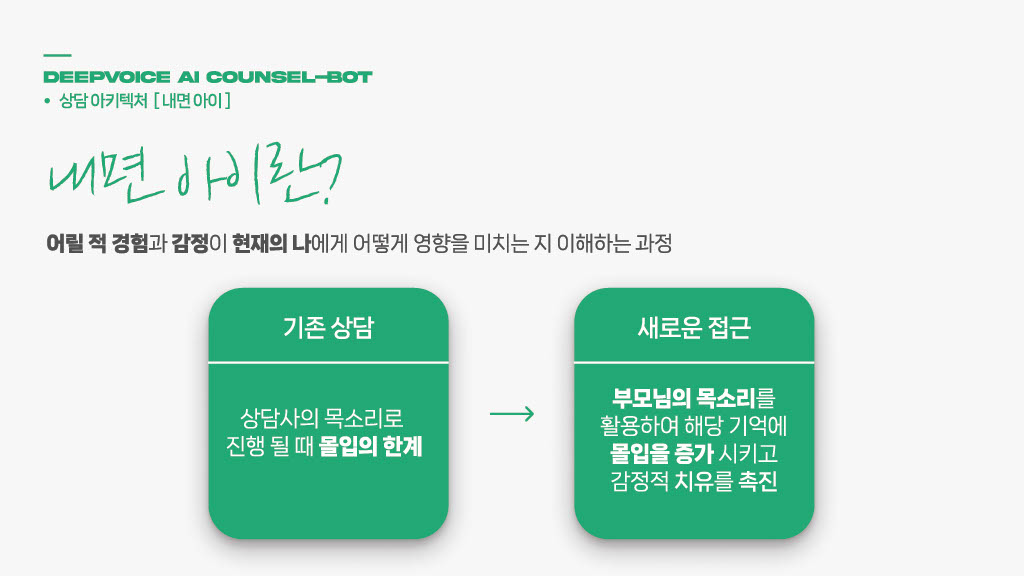 DEEPVOICE AI COUNSEL-BOT
• 상담 아키텍처 [ 내면 아이 ]
내면 아이란?
어릴 적 경험과 감정이 현재의 나에게 어떻게 영향을 미치는 지 이해하는 과정
기존 상담
상담사의 목소리로
진행 될 때 몰입의 한계
새로운 접근
부모님의 목소리를
활용하여 해당 기억에
몰입을 증가 시키고
감정적 치유를 촉진